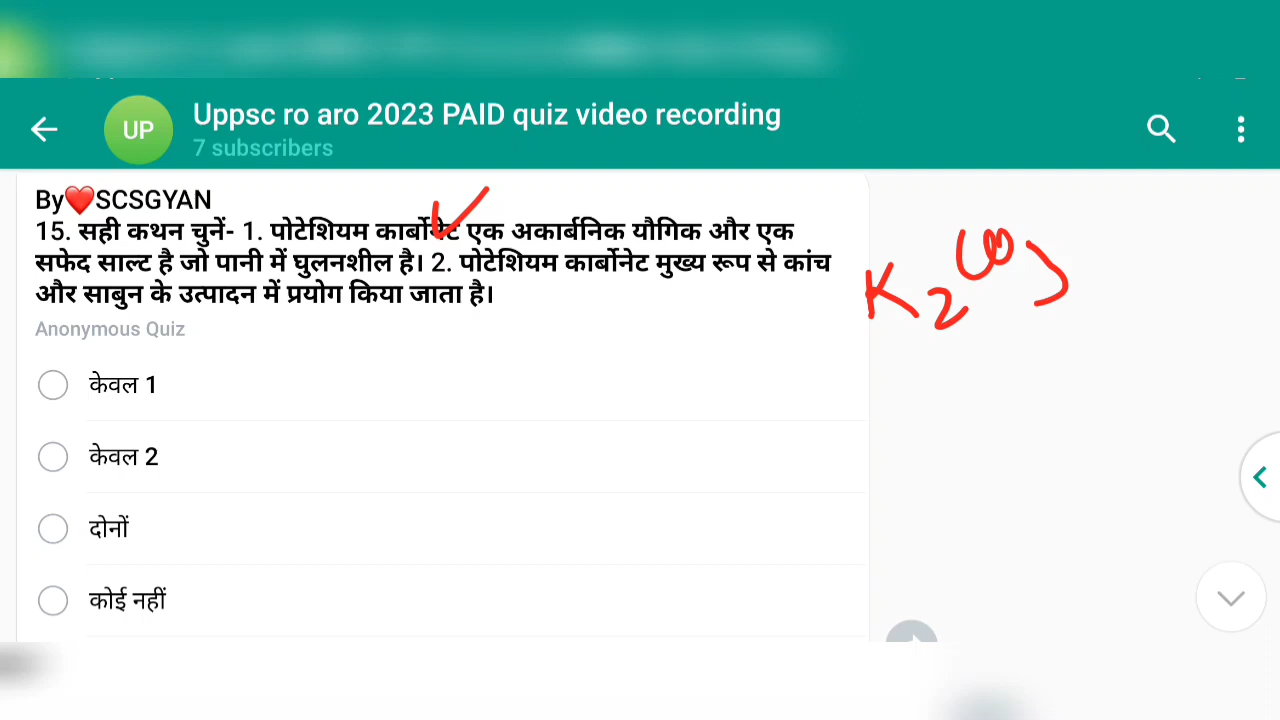 UP
Uppsc ro aro 2023 PAID quiz video recording
7 subscribers
By❤️SCSGYAN
15. सही कथन चुनें- 1. पोटेशियम कार्बोनेट एक अकार्बनिक यौगिक और एक
सफेद साल्ट है जो पानी में घुलनशील है। 2. पोटेशियम कार्बोनेट मुख्य रूप से कांच
और साबुन के उत्पादन में प्रयोग किया जाता है।
K2CO3
Anonymous Quiz
केवल 1
केवल 2
दोनों
कोई नहीं